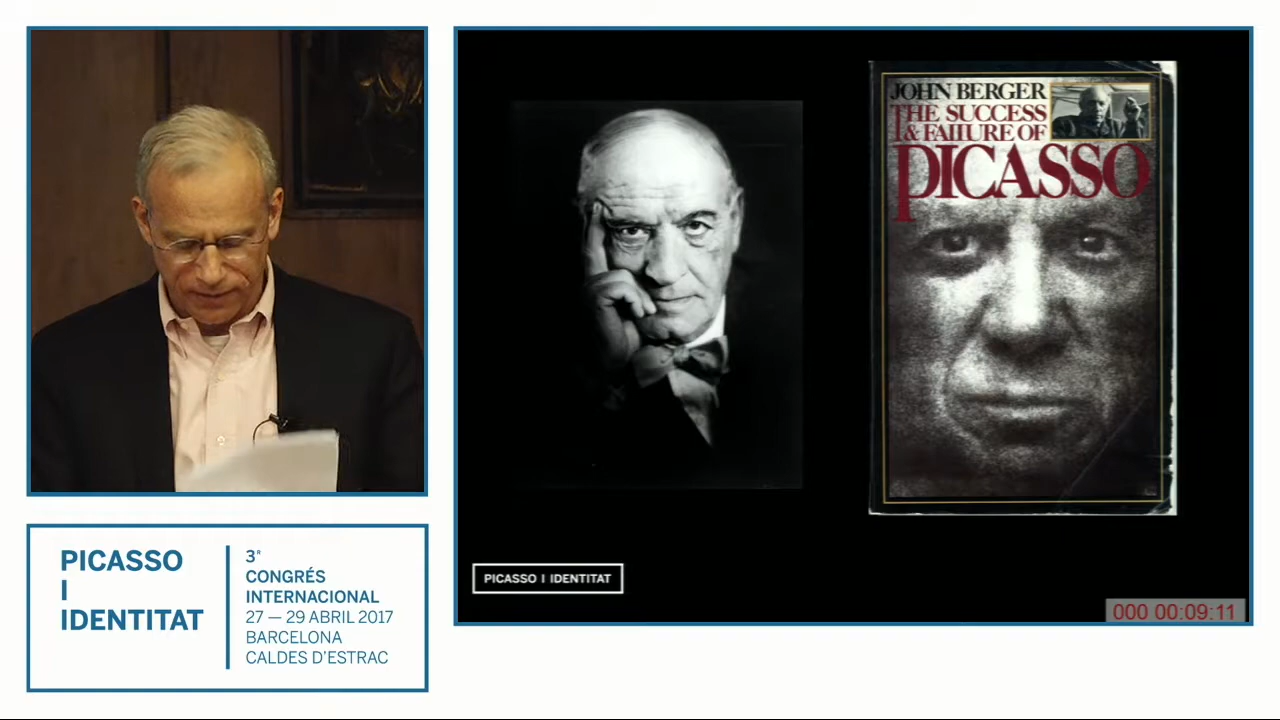 JOHN BERGER
THE SUCCESS
& FAILURE OF
PICASSO
PICASSO I IDENTITAT
000 00:09:11
PICASSO
I
IDENTITAT
3R
CONGRÉS
INTERNACIONAL
27 — 29 ABRIL 2017
BARCELONA
CALDES D'ESTRAC